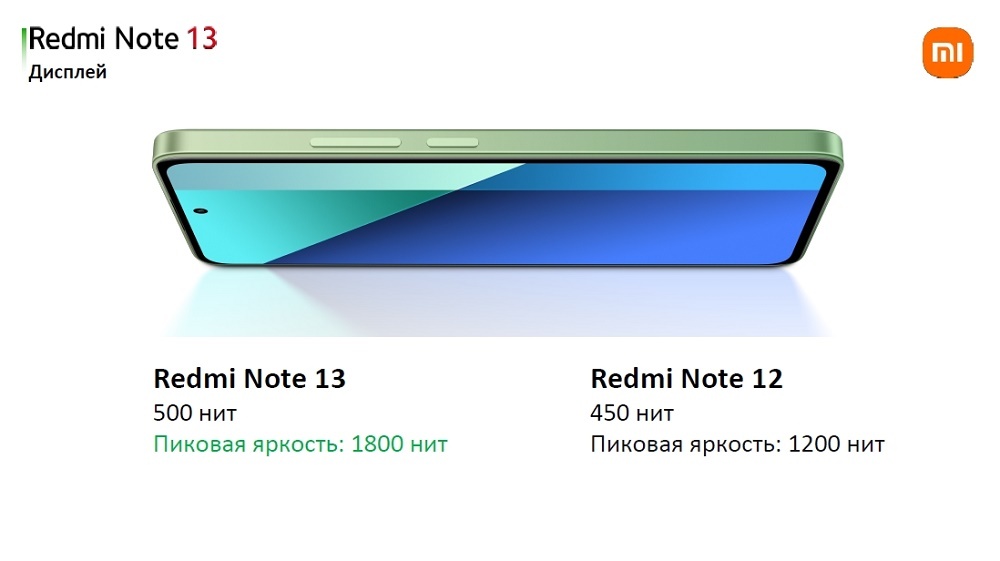 Redmi Note 13
Дисплей
mi
Redmi Note 13
500 нит
Пиковая яркость: 1800 нит
Redmi Note 12
450 нит
Пиковая яркость: 1200 нит